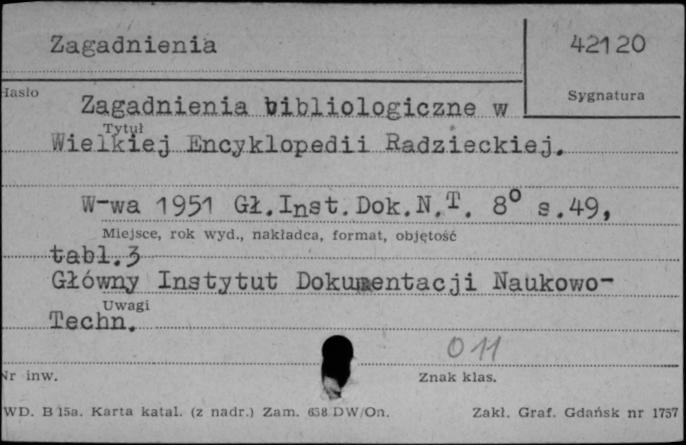 Zagadnienia 42120
Hasło Sygnatura
Zagadnienia bibliologiczne w
Tytuł
Wielkiej Encyklopedii Radzieckiej.
W-wa 1951 Gł.Inst.Dok.N.T. 8° s.49,
Miejsce, rok wyd., nakładca, format, objętość
tabl.3
Główny Instytut Dokumentacji Naukowo-
Uwagi
Techn.
011
Nr inw. Znak klas.
WD. B 15a. Karta katal. (z nadr.) Zam. 658 DW/On. Zakł. Graf. Gdańsk nr 1757